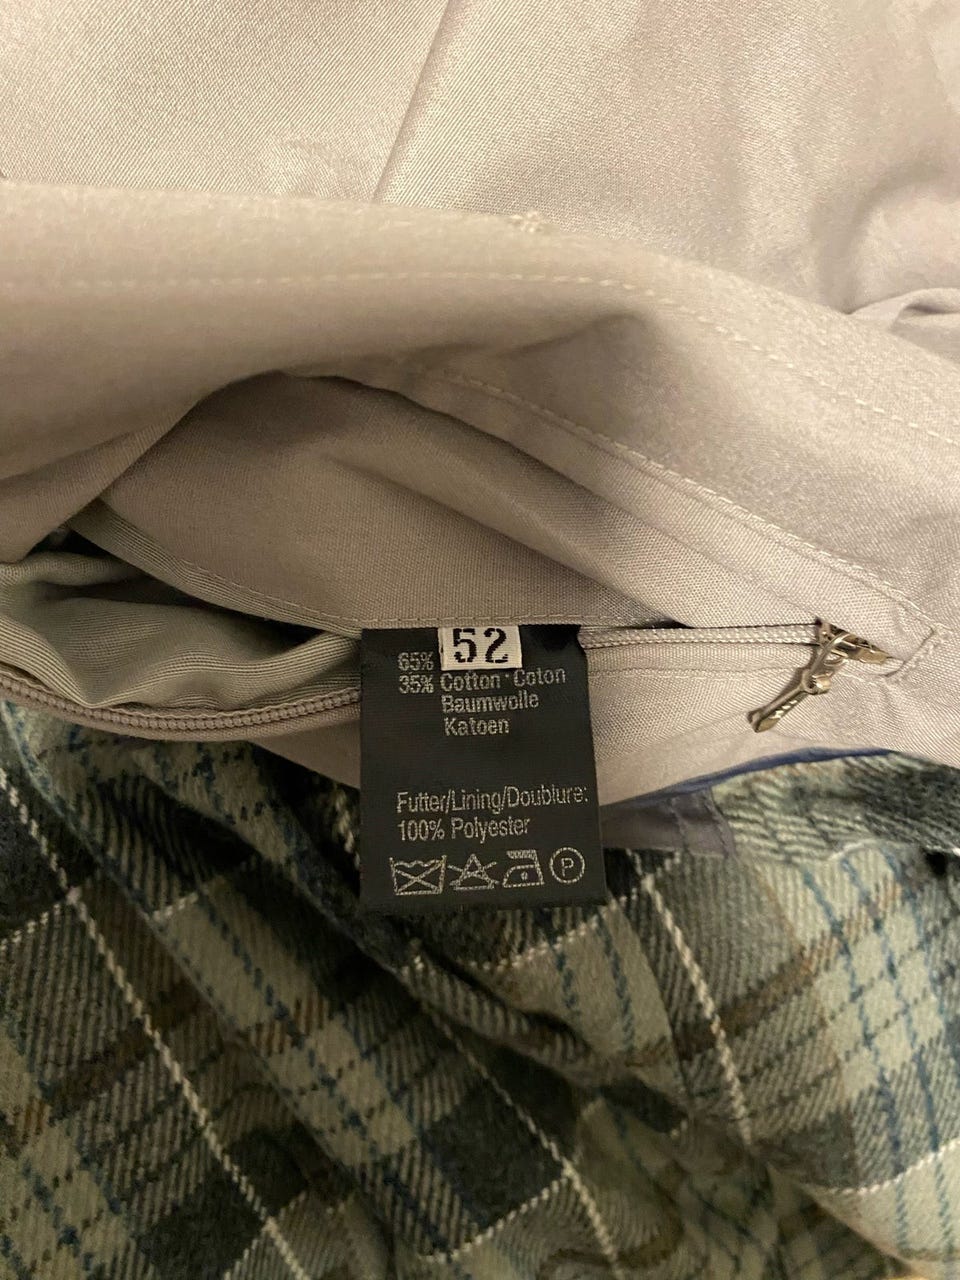 52
65%
35% Cotton·Coton
Baumwolle
Katoen
Futter/Lining/Doublure:
100% Polyester
P